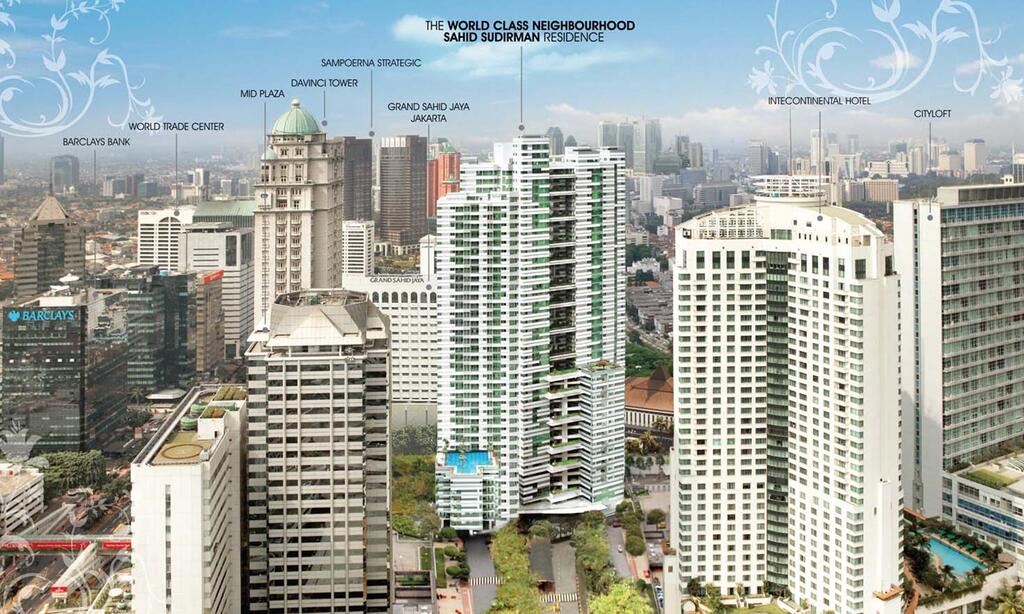 THE WORLD CLASS NEIGHBOURHOOD
SAHID SUDIRMAN RESIDENCE
SAMPOERNA STRATEGIC
DAVINCI TOWER
MID PLAZA
GRAND SAHID JAYA
JAKARTA
INTECONTINENTAL HOTEL
CITYLOFT
WORLD TRADE CENTER
BARCLAYS BANK
GRAND SAHID JAYA
BARCLAYS